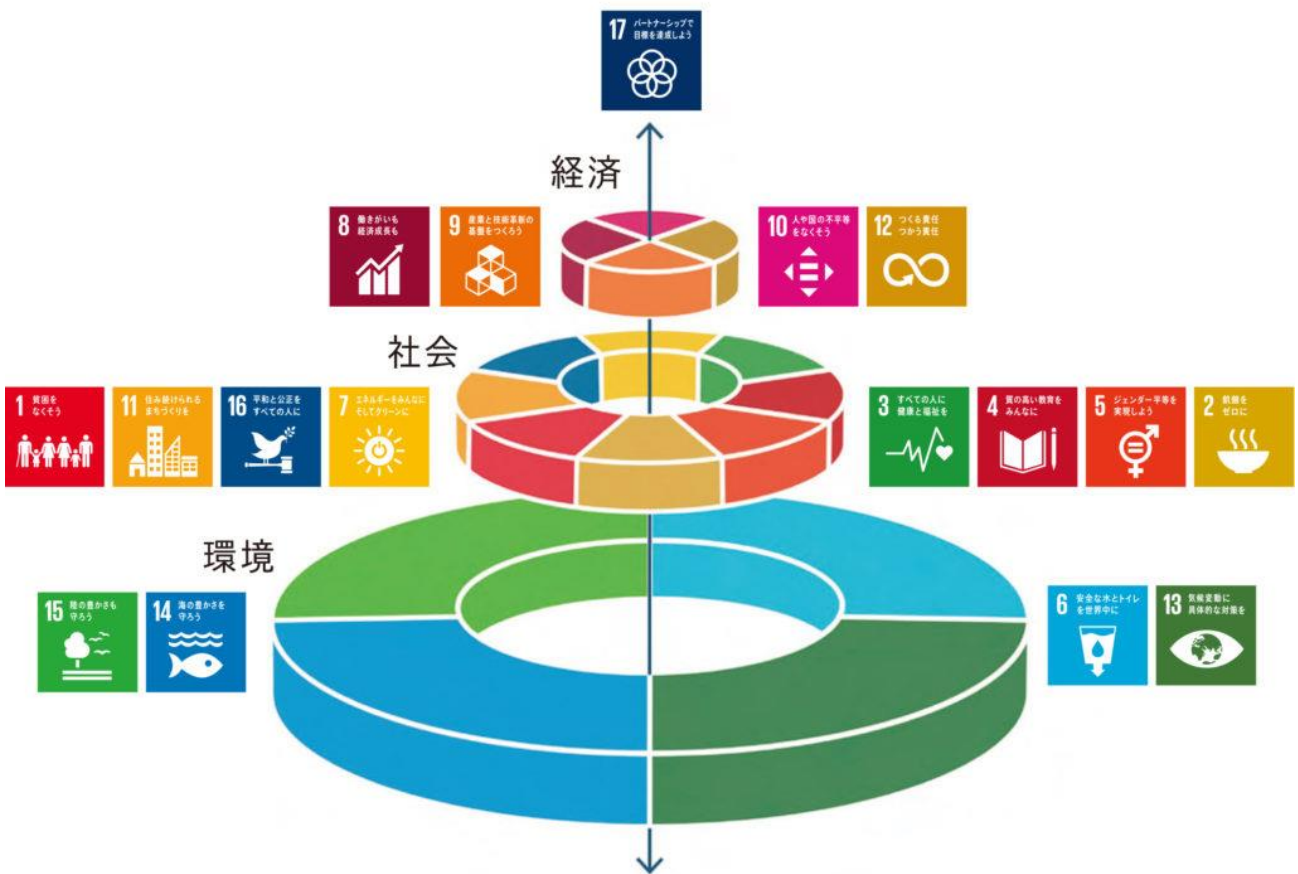 17 パートナーシップで
目標を達成しよう
経済
8 働きがいも
経済成長も
9 産業と技術革新の
基盤をつくろう
10 人や国の不平等
をなくそう
12 つくる責任
つかう責任
社会
1 貧困を
なくそう
11 住み続けられる
まちづくりを
16 平和と公正を
すべての人に
7 エネルギーをみんなに
そしてクリーンに
3 すべての人に
健康と福祉を
4 質の高い教育を
みんなに
5 ジェンダー平等を
実現しよう
2 飢餓を
ゼロに
環境
15 陸の豊かさも
守ろう
14 海の豊かさを
守ろう
6 安全な水とトイレ
を世界中に
13 気候変動に
具体的な対策を